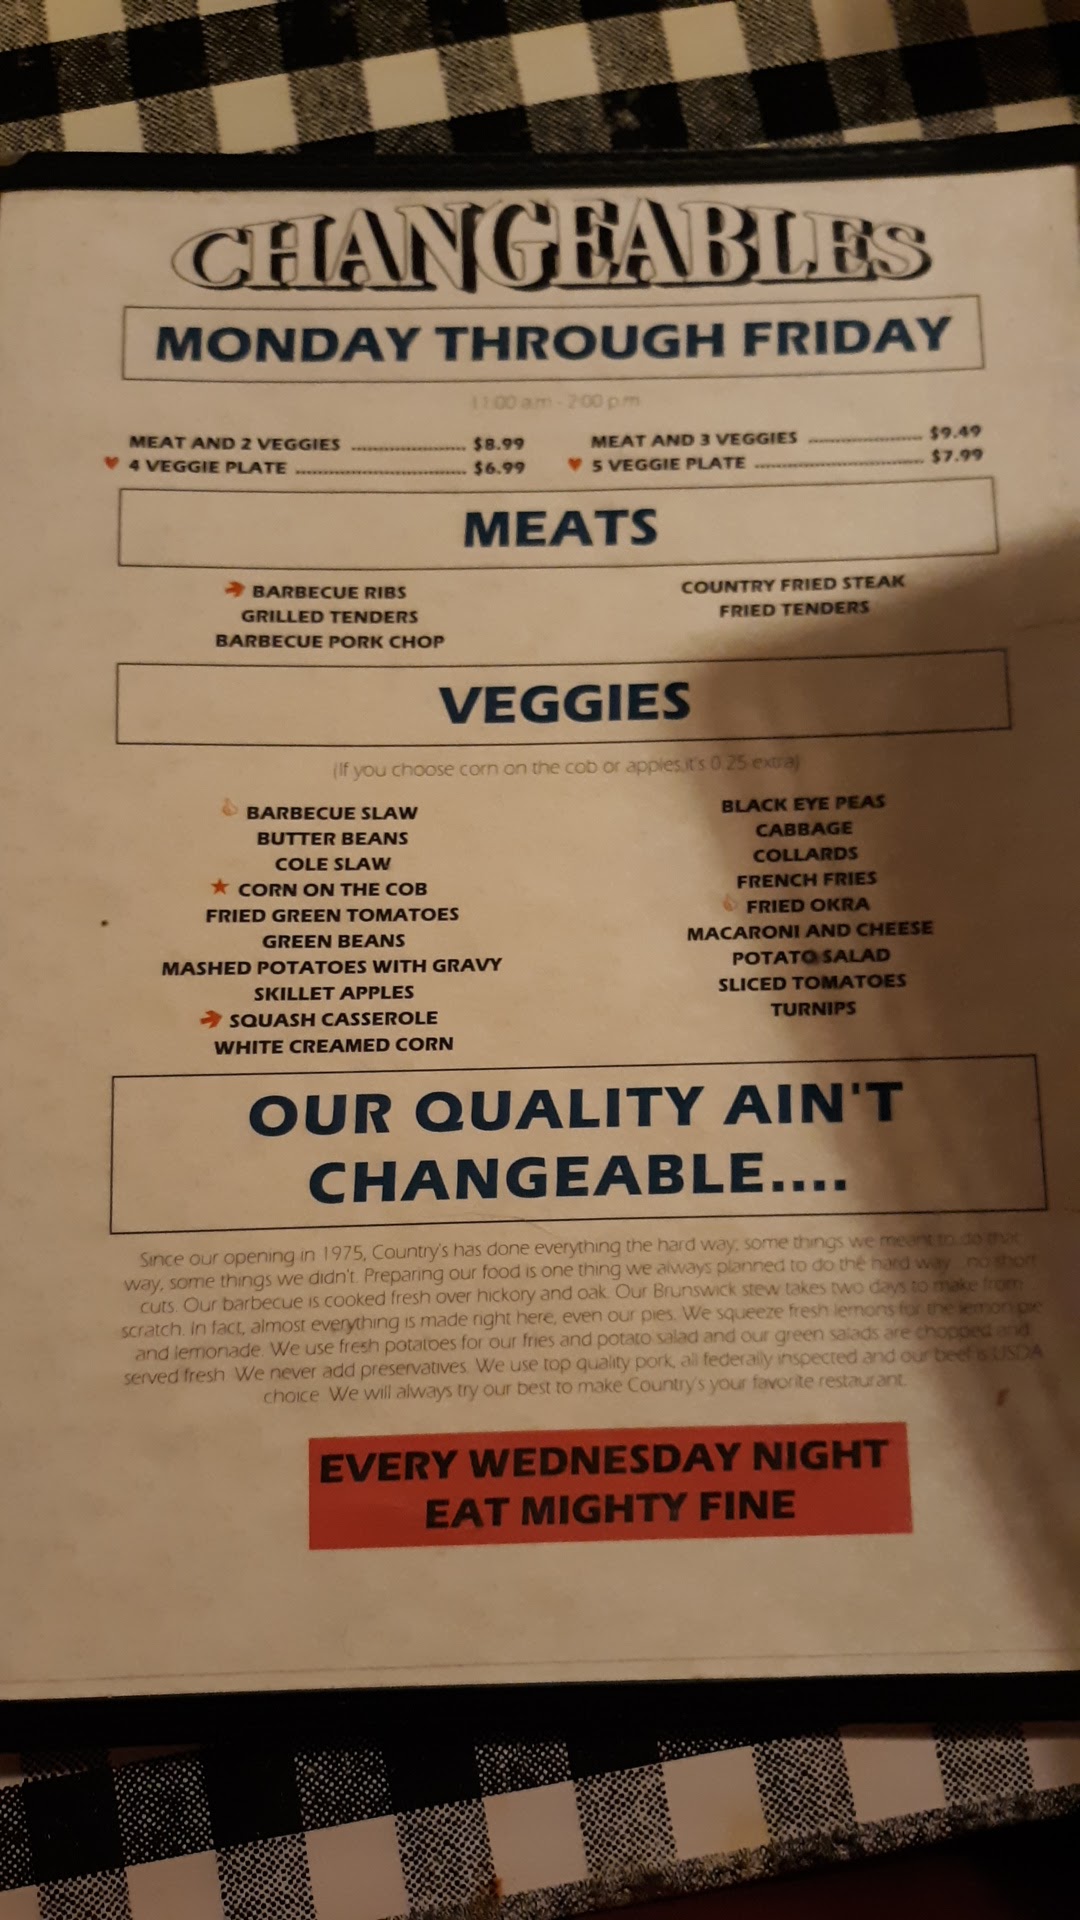 CHANGEABLES
MONDAY THROUGH FRIDAY
11:00 a.m - 2:00 p.m
MEAT AND 2 VEGGIES ........................ $8.99
MEAT AND 3 VEGGIES ........................ $9.49
4 VEGGIE PLATE .................................... $6.99
5 VEGGIE PLATE .................................... $7.99
MEATS
BARBECUE RIBS
GRILLED TENDERS
BARBECUE PORK CHOP
COUNTRY FRIED STEAK
FRIED TENDERS
VEGGIES
(If you choose corn on the cob or apples,it's 0.25 extra)
BARBECUE SLAW
BUTTER BEANS
COLE SLAW
CORN ON THE COB
FRIED GREEN TOMATOES
GREEN BEANS
MASHED POTATOES WITH GRAVY
SKILLET APPLES
SQUASH CASSEROLE
WHITE CREAMED CORN
BLACK EYE PEAS
CABBAGE
COLLARDS
FRENCH FRIES
FRIED OKRA
MACARONI AND CHEESE
POTATO SALAD
SLICED TOMATOES
TURNIPS
OUR QUALITY AIN'T
CHANGEABLE....
Since our opening in 1975, Country's has done everything the hard way, some things we meant to do that
way, some things we didn't. Preparing our food is one thing we always planned to do the hard way...no short
cuts. Our barbecue is cooked fresh over hickory and oak. Our Brunswick stew takes two days to make from
scratch. In fact, almost everything is made right here, even our pies. We squeeze fresh lemons for the lemon pie
and lemonade. We use fresh potatoes for our fries and potato salad and our green salads are chopped and
served fresh. We never add preservatives. We use top quality pork, all federally inspected and our beef is USDA
choice. We will always try our best to make Country's your favorite restaurant.
EVERY WEDNESDAY NIGHT
EAT MIGHTY FINE